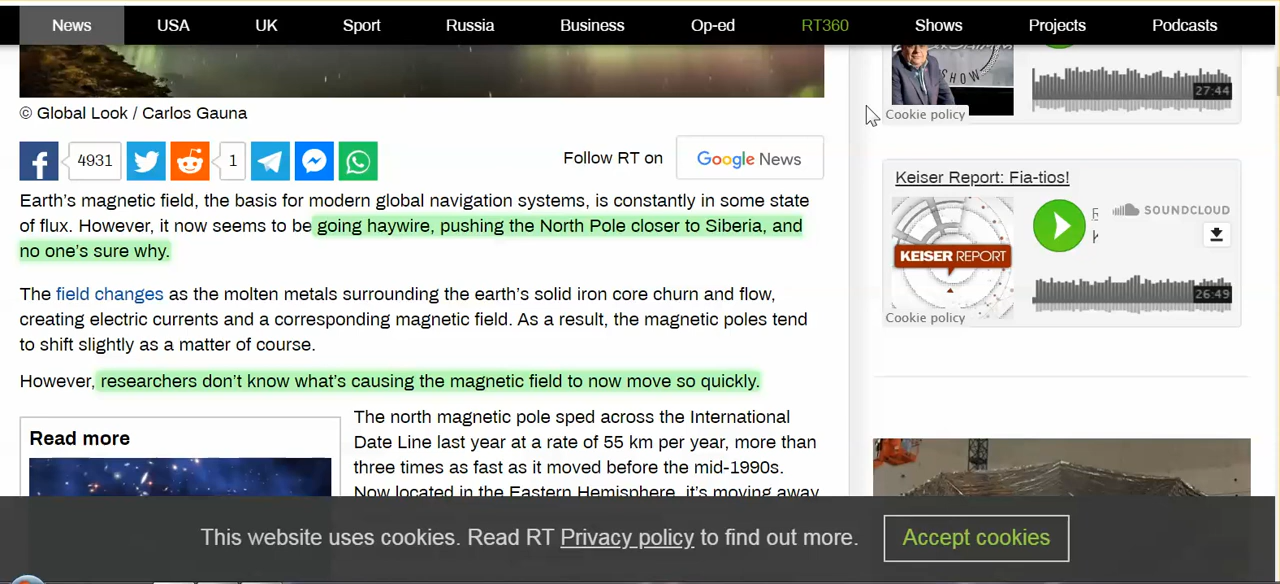 News USA UK Sport Russia Business Op-ed RT360 Shows Projects Podcasts
© Global Look / Carlos Gauna
4931
1
Follow RT on
Google News
Earth's magnetic field, the basis for modern global navigation systems, is constantly in some state
of flux. However, it now seems to be going haywire, pushing the North Pole closer to Siberia, and
no one's sure why.
The field changes as the molten metals surrounding the earth's solid iron core churn and flow,
creating electric currents and a corresponding magnetic field. As a result, the magnetic poles tend
to shift slightly as a matter of course.
However, researchers don't know what's causing the magnetic field to now move so quickly.
Read more
The north magnetic pole sped across the International
Date Line last year at a rate of 55 km per year, more than
three times as fast as it moved before the mid-1990s.
Now located in the Eastern Hemisphere, it's moving away
SHOW
27:44
Cookie policy
Keiser Report: Fia-tios!
SOUNDCLOUD
KEISER REPORT
26:49
Cookie policy
This website uses cookies. Read RT Privacy policy to find out more.
Accept cookies